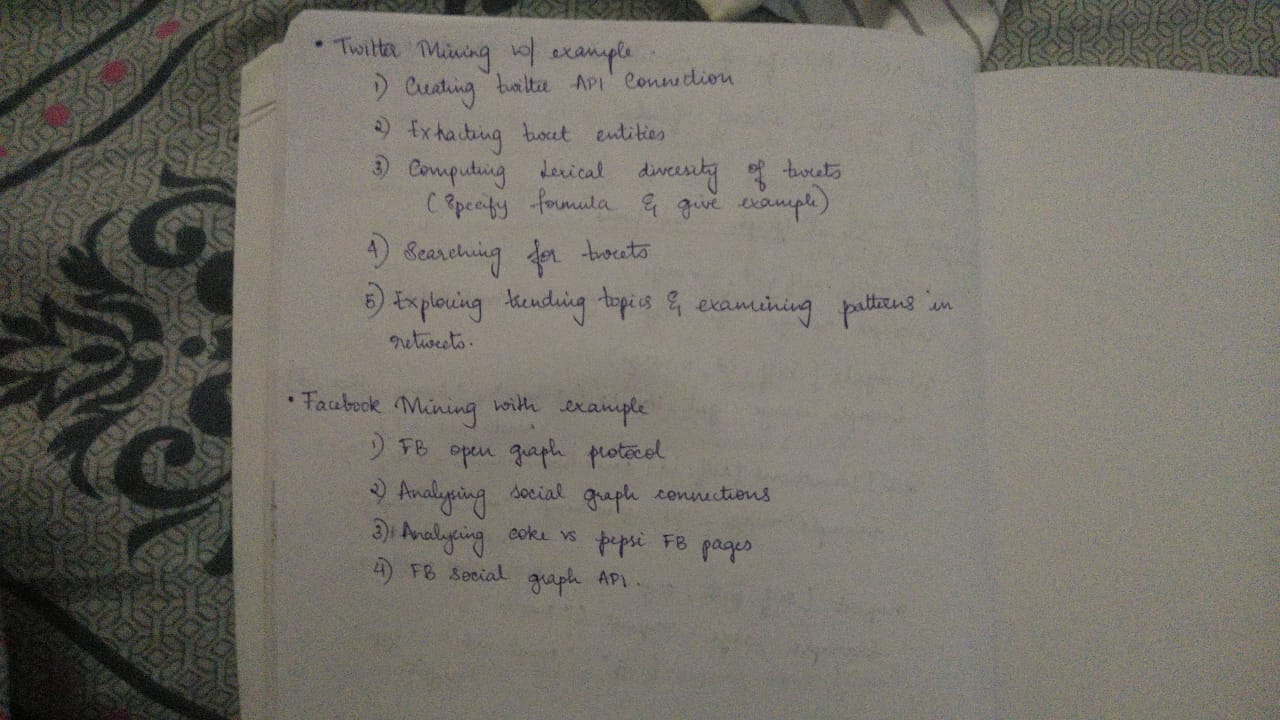 • Twitter Mining w/ example.
1) Creating twitter API Connection
2) Extracting tweet entities
3) Computing Lexical diversity of tweets
(Specify formula & give example)
4) Searching for tweets
5) Exploring trending topics & examining patterns in
retweets.
• Facebook Mining with example
1) FB open graph protocol
2) Analysing social graph connections
3) Analycing coke vs pepsi FB pages
4) FB social graph API.